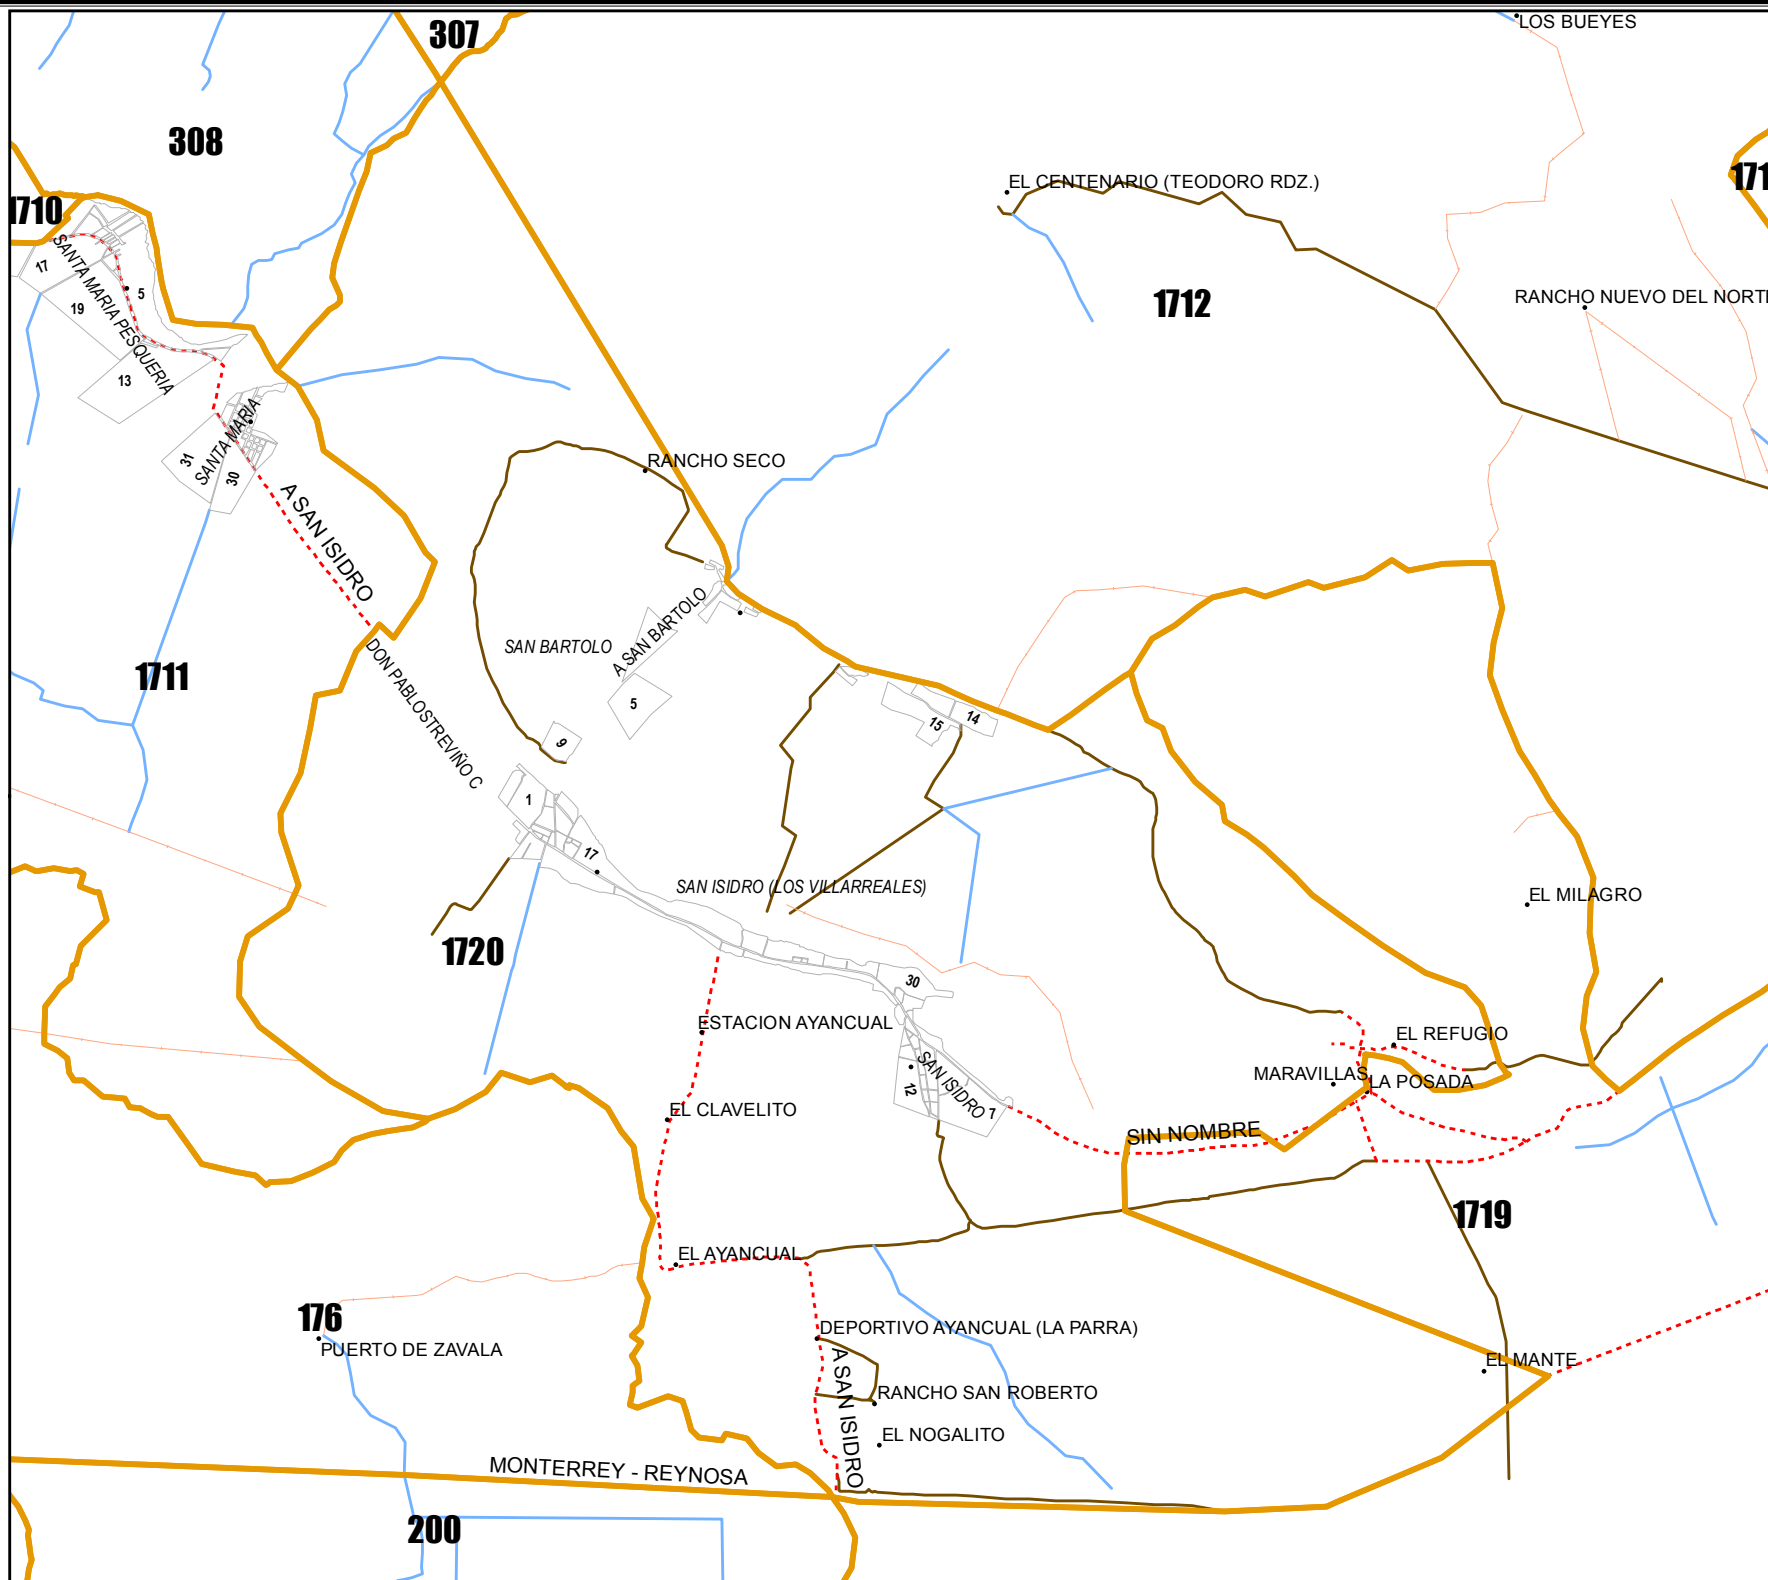 LOS BUEYES
307
308
EL CENTENARIO (TEODORO RDZ.)
1710
SANTA MARIA PESQUERIA
17
5
19
13
1712
RANCHO NUEVO DEL NORT
SANTA MARIA
31
30
A SAN ISIDRO
RANCHO SECO
SAN BARTOLO
A SAN BARTOLO
5
9
1711
DON PABLOSTREVIÑO C
15
14
1
17
SAN ISIDRO (LOS VILLARREALES)
EL MILAGRO
1720
30
ESTACION AYANCUAL
EL REFUGIO
MARAVILLAS
LA POSADA
SAN ISIDRO
12
7
EL CLAVELITO
SIN NOMBRE
1719
EL AYANCUAL
176
PUERTO DE ZAVALA
DEPORTIVO AYANCUAL (LA PARRA)
EL MANTE
RANCHO SAN ROBERTO
A SAN ISIDRO
EL NOGALITO
MONTERREY - REYNOSA
200